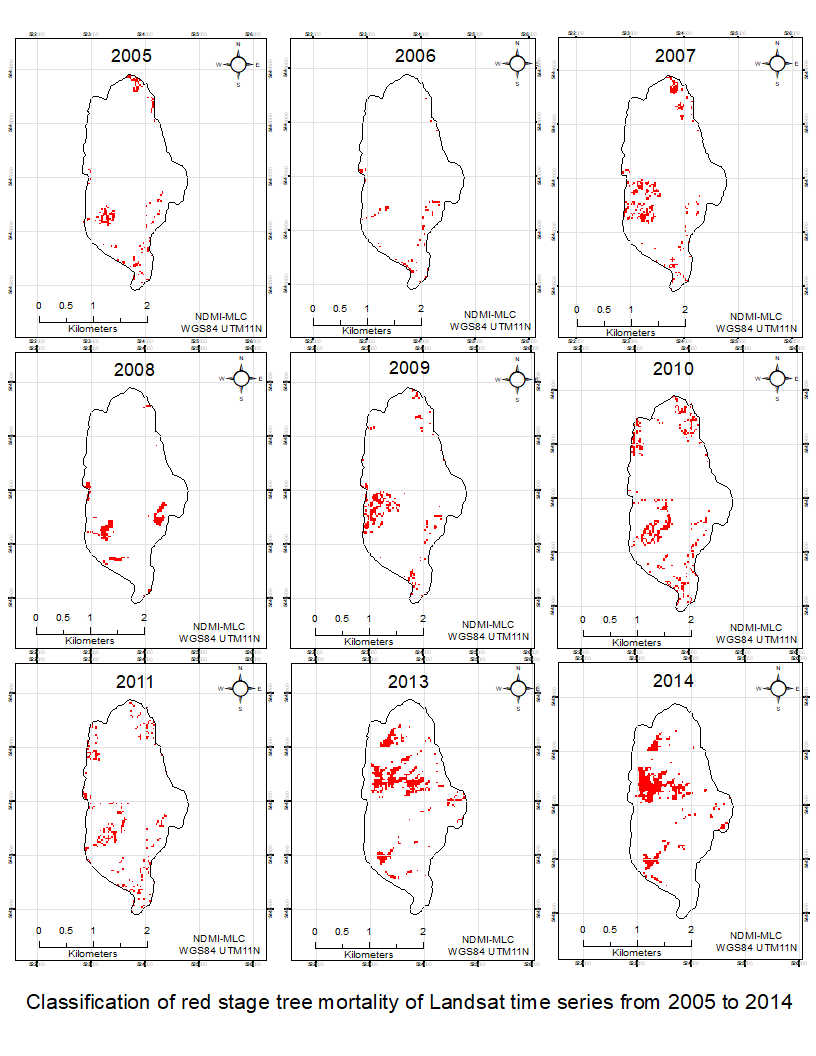 2005
N
W E
S
0 0.5 1 2
Kilometers
NDMI-MLC
WGS84 UTM11N
2006
N
W E
S
0 0.5 1 2
Kilometers
NDMI-MLC
WGS84 UTM11N
2007
N
W E
S
0 0.5 1 2
Kilometers
NDMI-MLC
WGS84 UTM11N
2008
N
W E
S
0 0.5 1 2
Kilometers
NDMI-MLC
WGS84 UTM11N
2009
N
W E
S
0 0.5 1 2
Kilometers
NDMI-MLC
WGS84 UTM11N
2010
N
W E
S
0 0.5 1 2
Kilometers
NDMI-MLC
WGS84 UTM11N
2011
N
W E
S
0 0.5 1 2
Kilometers
NDMI-MLC
WGS84 UTM11N
2013
N
W E
S
0 0.5 1 2
Kilometers
NDMI-MLC
WGS84 UTM11N
2014
N
W E
S
0 0.5 1 2
Kilometers
NDMI-MLC
WGS84 UTM11N
Classification of red stage tree mortality of Landsat time series from 2005 to 2014